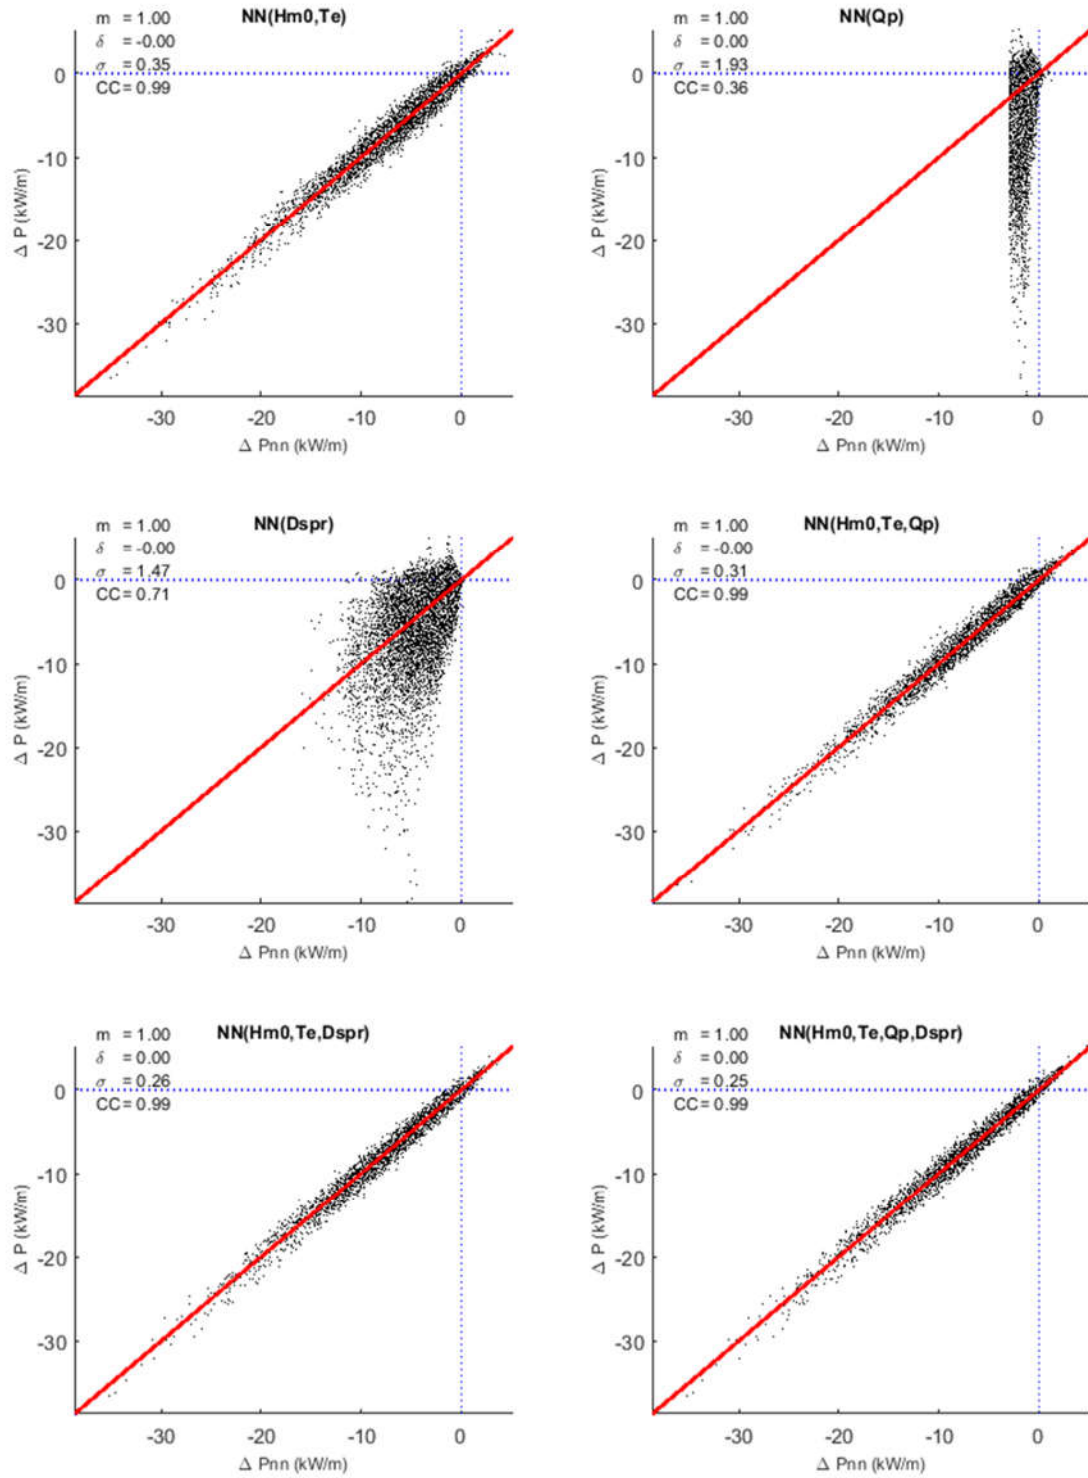 NN(Hm0,Te)
m = 1.00
δ = -0.00
σ = 0.35
CC = 0.99
0
-10
-20
-30
Δ P (kW/m)
-30 -20 -10 0
Δ Pnn (kW/m)
NN(Qp)
m = 1.00
δ = 0.00
σ = 1.93
CC = 0.36
0
-10
-20
-30
Δ P (kW/m)
-30 -20 -10 0
Δ Pnn (kW/m)
NN(Dspr)
m = 1.00
δ = -0.00
σ = 1.47
CC = 0.71
0
-10
-20
-30
Δ P (kW/m)
-30 -20 -10 0
Δ Pnn (kW/m)
NN(Hm0,Te,Qp)
m = 1.00
δ = -0.00
σ = 0.31
CC = 0.99
0
-10
-20
-30
Δ P (kW/m)
-30 -20 -10 0
Δ Pnn (kW/m)
NN(Hm0,Te,Dspr)
m = 1.00
δ = 0.00
σ = 0.26
CC = 0.99
0
-10
-20
-30
Δ P (kW/m)
-30 -20 -10 0
Δ Pnn (kW/m)
NN(Hm0,Te,Qp,Dspr)
m = 1.00
δ = 0.00
σ = 0.25
CC = 0.99
0
-10
-20
-30
Δ P (kW/m)
-30 -20 -10 0
Δ Pnn (kW/m)